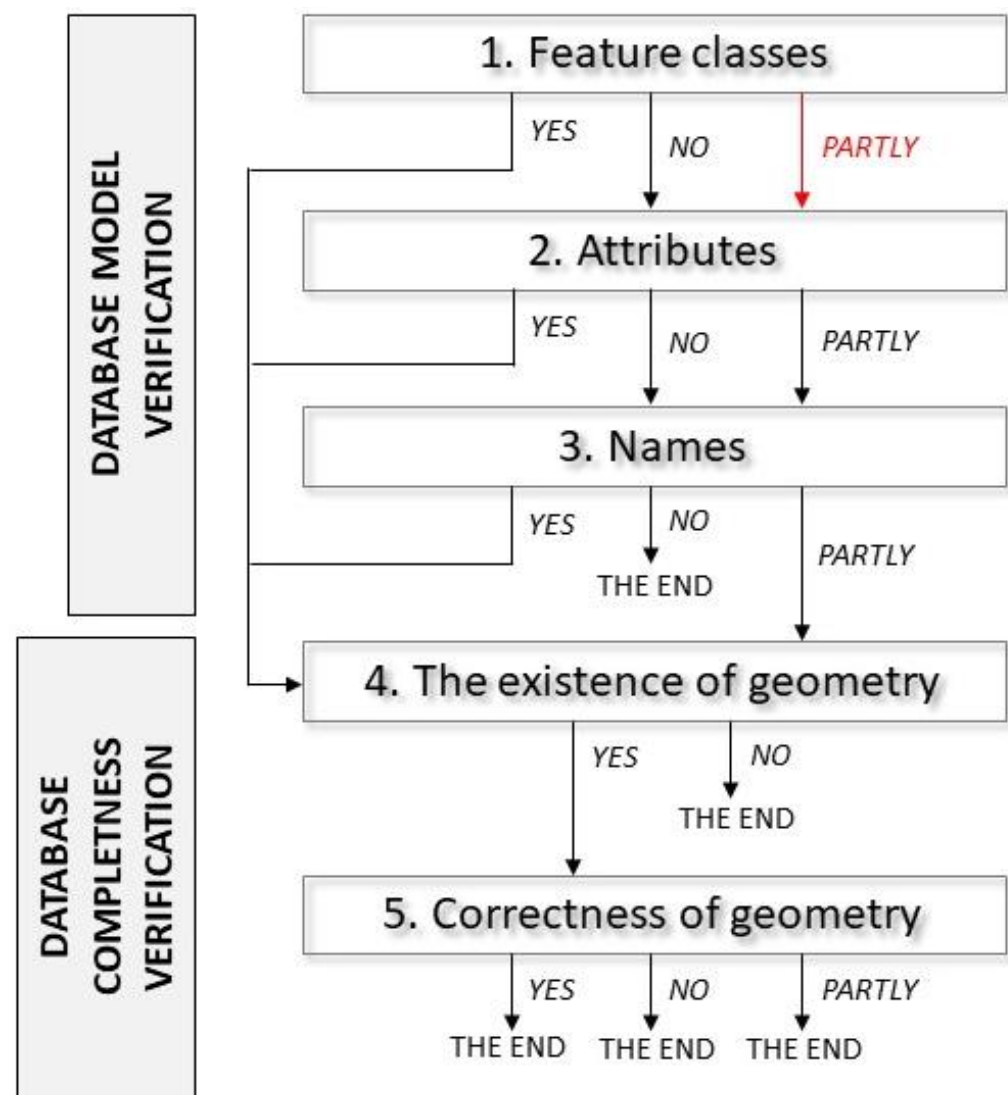 DATABASE MODEL
VERIFICATION
1. Feature classes
YES
NO
PARTLY
2. Attributes
YES
NO
PARTLY
3. Names
YES
NO
THE END
PARTLY
DATABASE
COMPLETNESS
VERIFICATION
4. The existence of geometry
YES
NO
THE END
5. Correctness of geometry
YES
NO
PARTLY
THE END
THE END
THE END